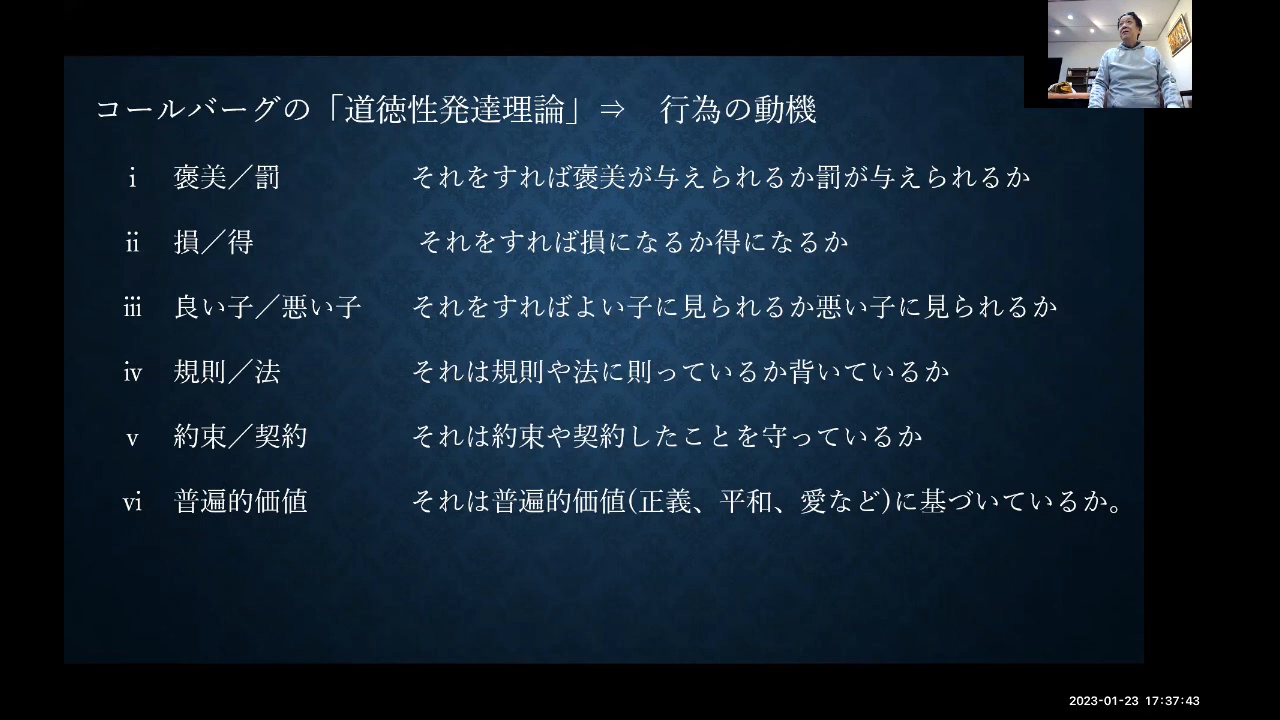 コールバーグの「道徳性発達理論」⇒　行為の動機
ⅰ　褒美／罰　それをすれば褒美が与えられるか罰が与えられるか
ⅱ　損／得　それをすれば損になるか得になるか
ⅲ　良い子／悪い子　それをすればよい子に見られるか悪い子に見られるか
ⅳ　規則／法　それは規則や法に則っているか背いているか
ⅴ　約束／契約　それは約束や契約したことを守っているか
ⅵ　普遍的価値　それは普遍的価値(正義、平和、愛など)に基づいているか。
2023-01-23 17:37:43